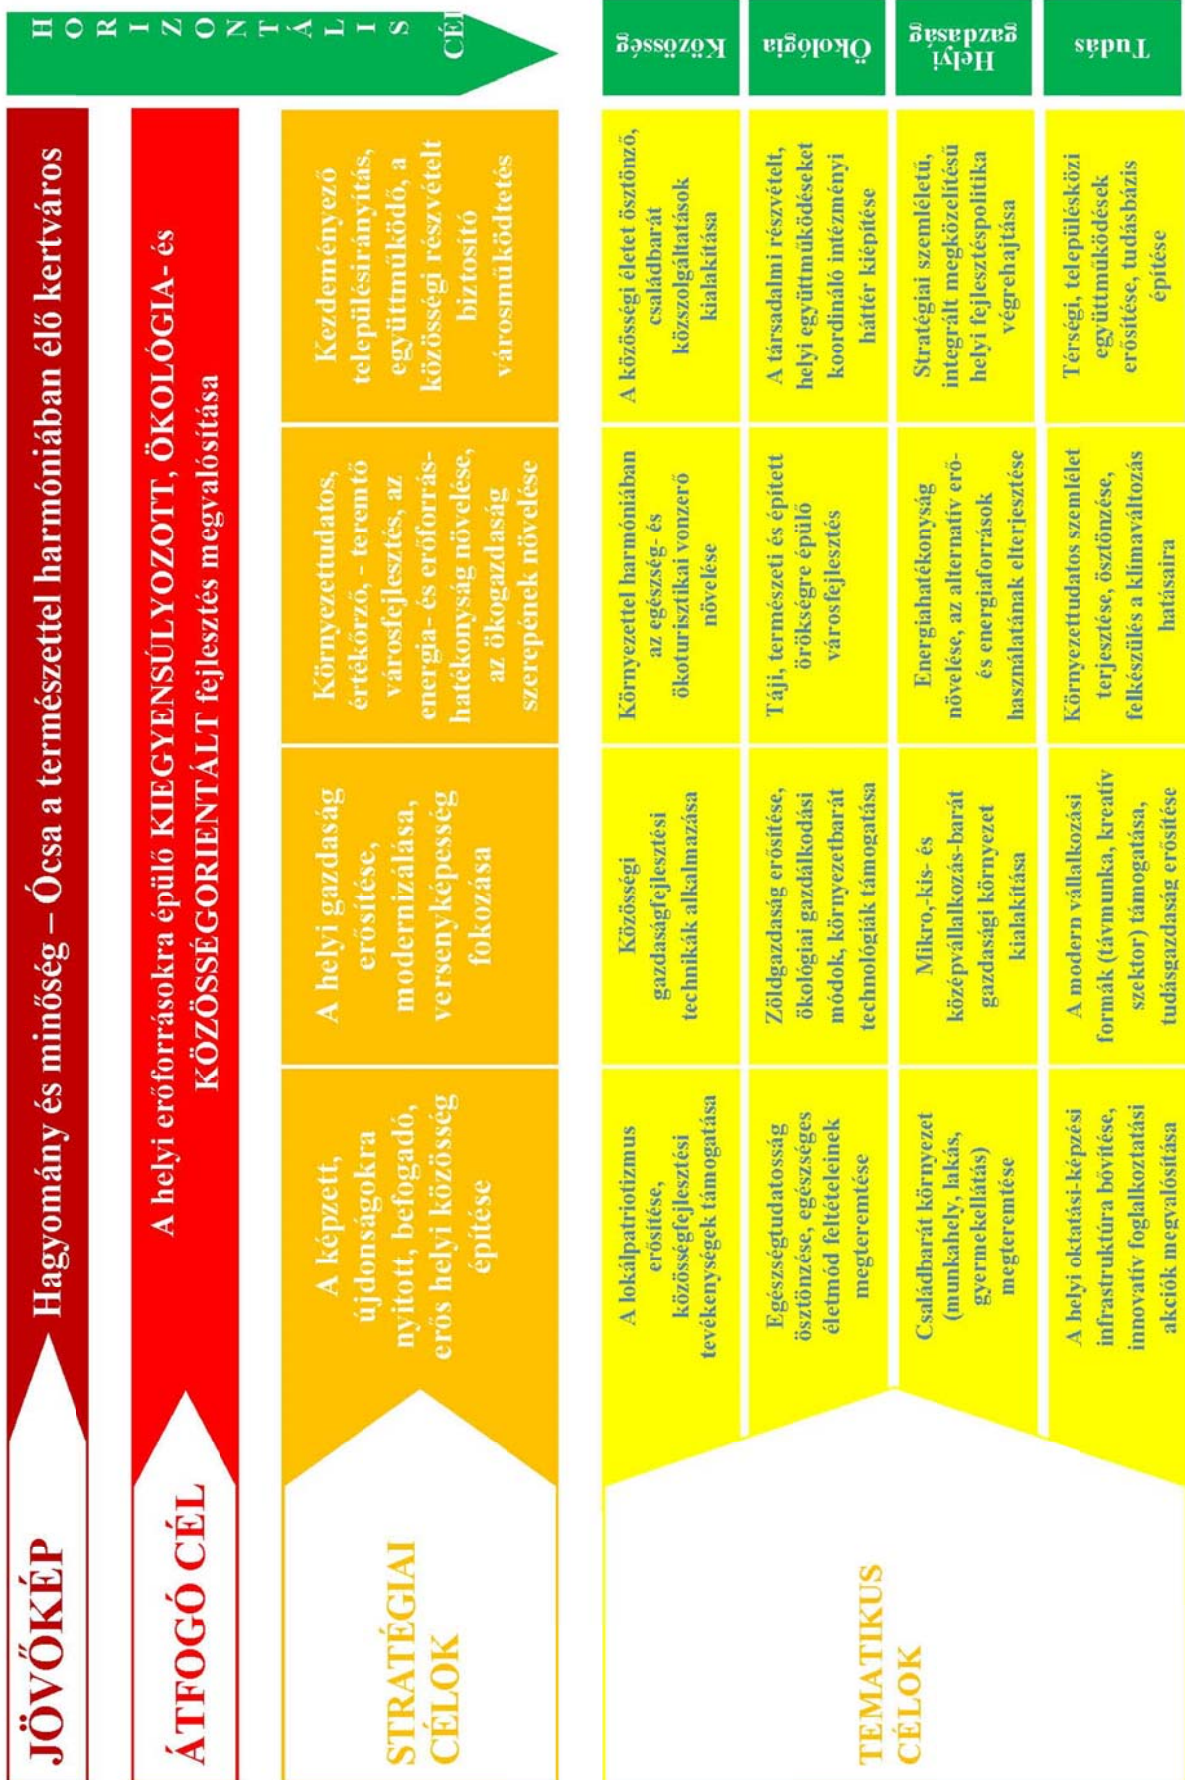 JÖVŐKÉP
Hagyomány és minőség – Ócsa a természettel harmóniában élő kertváros
ÁTFOGÓ CÉL
A helyi erőforrásokra épülő KIEGYENSÚLYOZOTT, ÖKOLÓGIA- és
KÖZÖSSÉGORIENTÁLT fejlesztés megvalósítása
HORIZONTÁLIS
CÉL
STRATÉGIAI
CÉLOK
A képzett,
újdonságokra
nyitott, befogadó,
erős helyi közösség
építése
A helyi gazdaság
erősítése,
modernizálása,
versenyképesség
fokozása
Környezettudatos,
értékőrző, - teremtő
városfejlesztés, az
energia- és erőforrás-
hatékonyság növelése,
az ökogazdaság
szerepének növelése
Kezdeményező
településirányítás,
együttműködő, a
közösségi részvételt
biztosító
városműködtetés
TEMATIKUS
CÉLOK
A lokálpatriotizmus
erősítése,
közösségfejlesztési
tevékenységek támogatása
Közösségi
gazdaságfejlesztési
technikák alkalmazása
Környezettel harmóniában
az egészség- és
ökoturisztikai vonzerő
növelése
A közösségi életet ösztönző,
családbarát
közszolgáltatások
kialakítása
Közösség
Egészségtudatosság
ösztönzése, egészséges
életmód feltételeinek
megteremtése
Zöldgazdaság erősítése,
ökológiai gazdálkodási
módok, környezetbarát
technológiák támogatása
Táji, természeti és épített
örökségre épülő
városfejlesztés
A társadalmi részvételt,
helyi együttműködéseket
koordináló intézményi
háttér kiépítése
Ökológia
Családbarát környezet
(munkahely, lakás,
gyermekellátás)
megteremtése
Mikro,-kis- és
középvállalkozás-barát
gazdasági környezet
kialakítása
Energiahatékonyság
növelése, az alternatív erő-
és energiaforrások
használatának elterjesztése
Stratégiai szemléletű,
integrált megközelítésű
helyi fejlesztéspolitika
végrehajtása
Helyi
gazdaság
A helyi oktatási-képzési
infrastruktúra bővítése,
innovatív foglalkoztatási
akciók megvalósítása
A modern vállalkozási
formák (távmunka, kreatív
szektor) támogatása,
tudásgazdaság erősítése
Környezettudatos szemlélet
terjesztése, ösztönzése,
felkészülés a klímaváltozás
hatásaira
Térségi, településközi
együttműködések
erősítése, tudásbázis
építése
Tudás